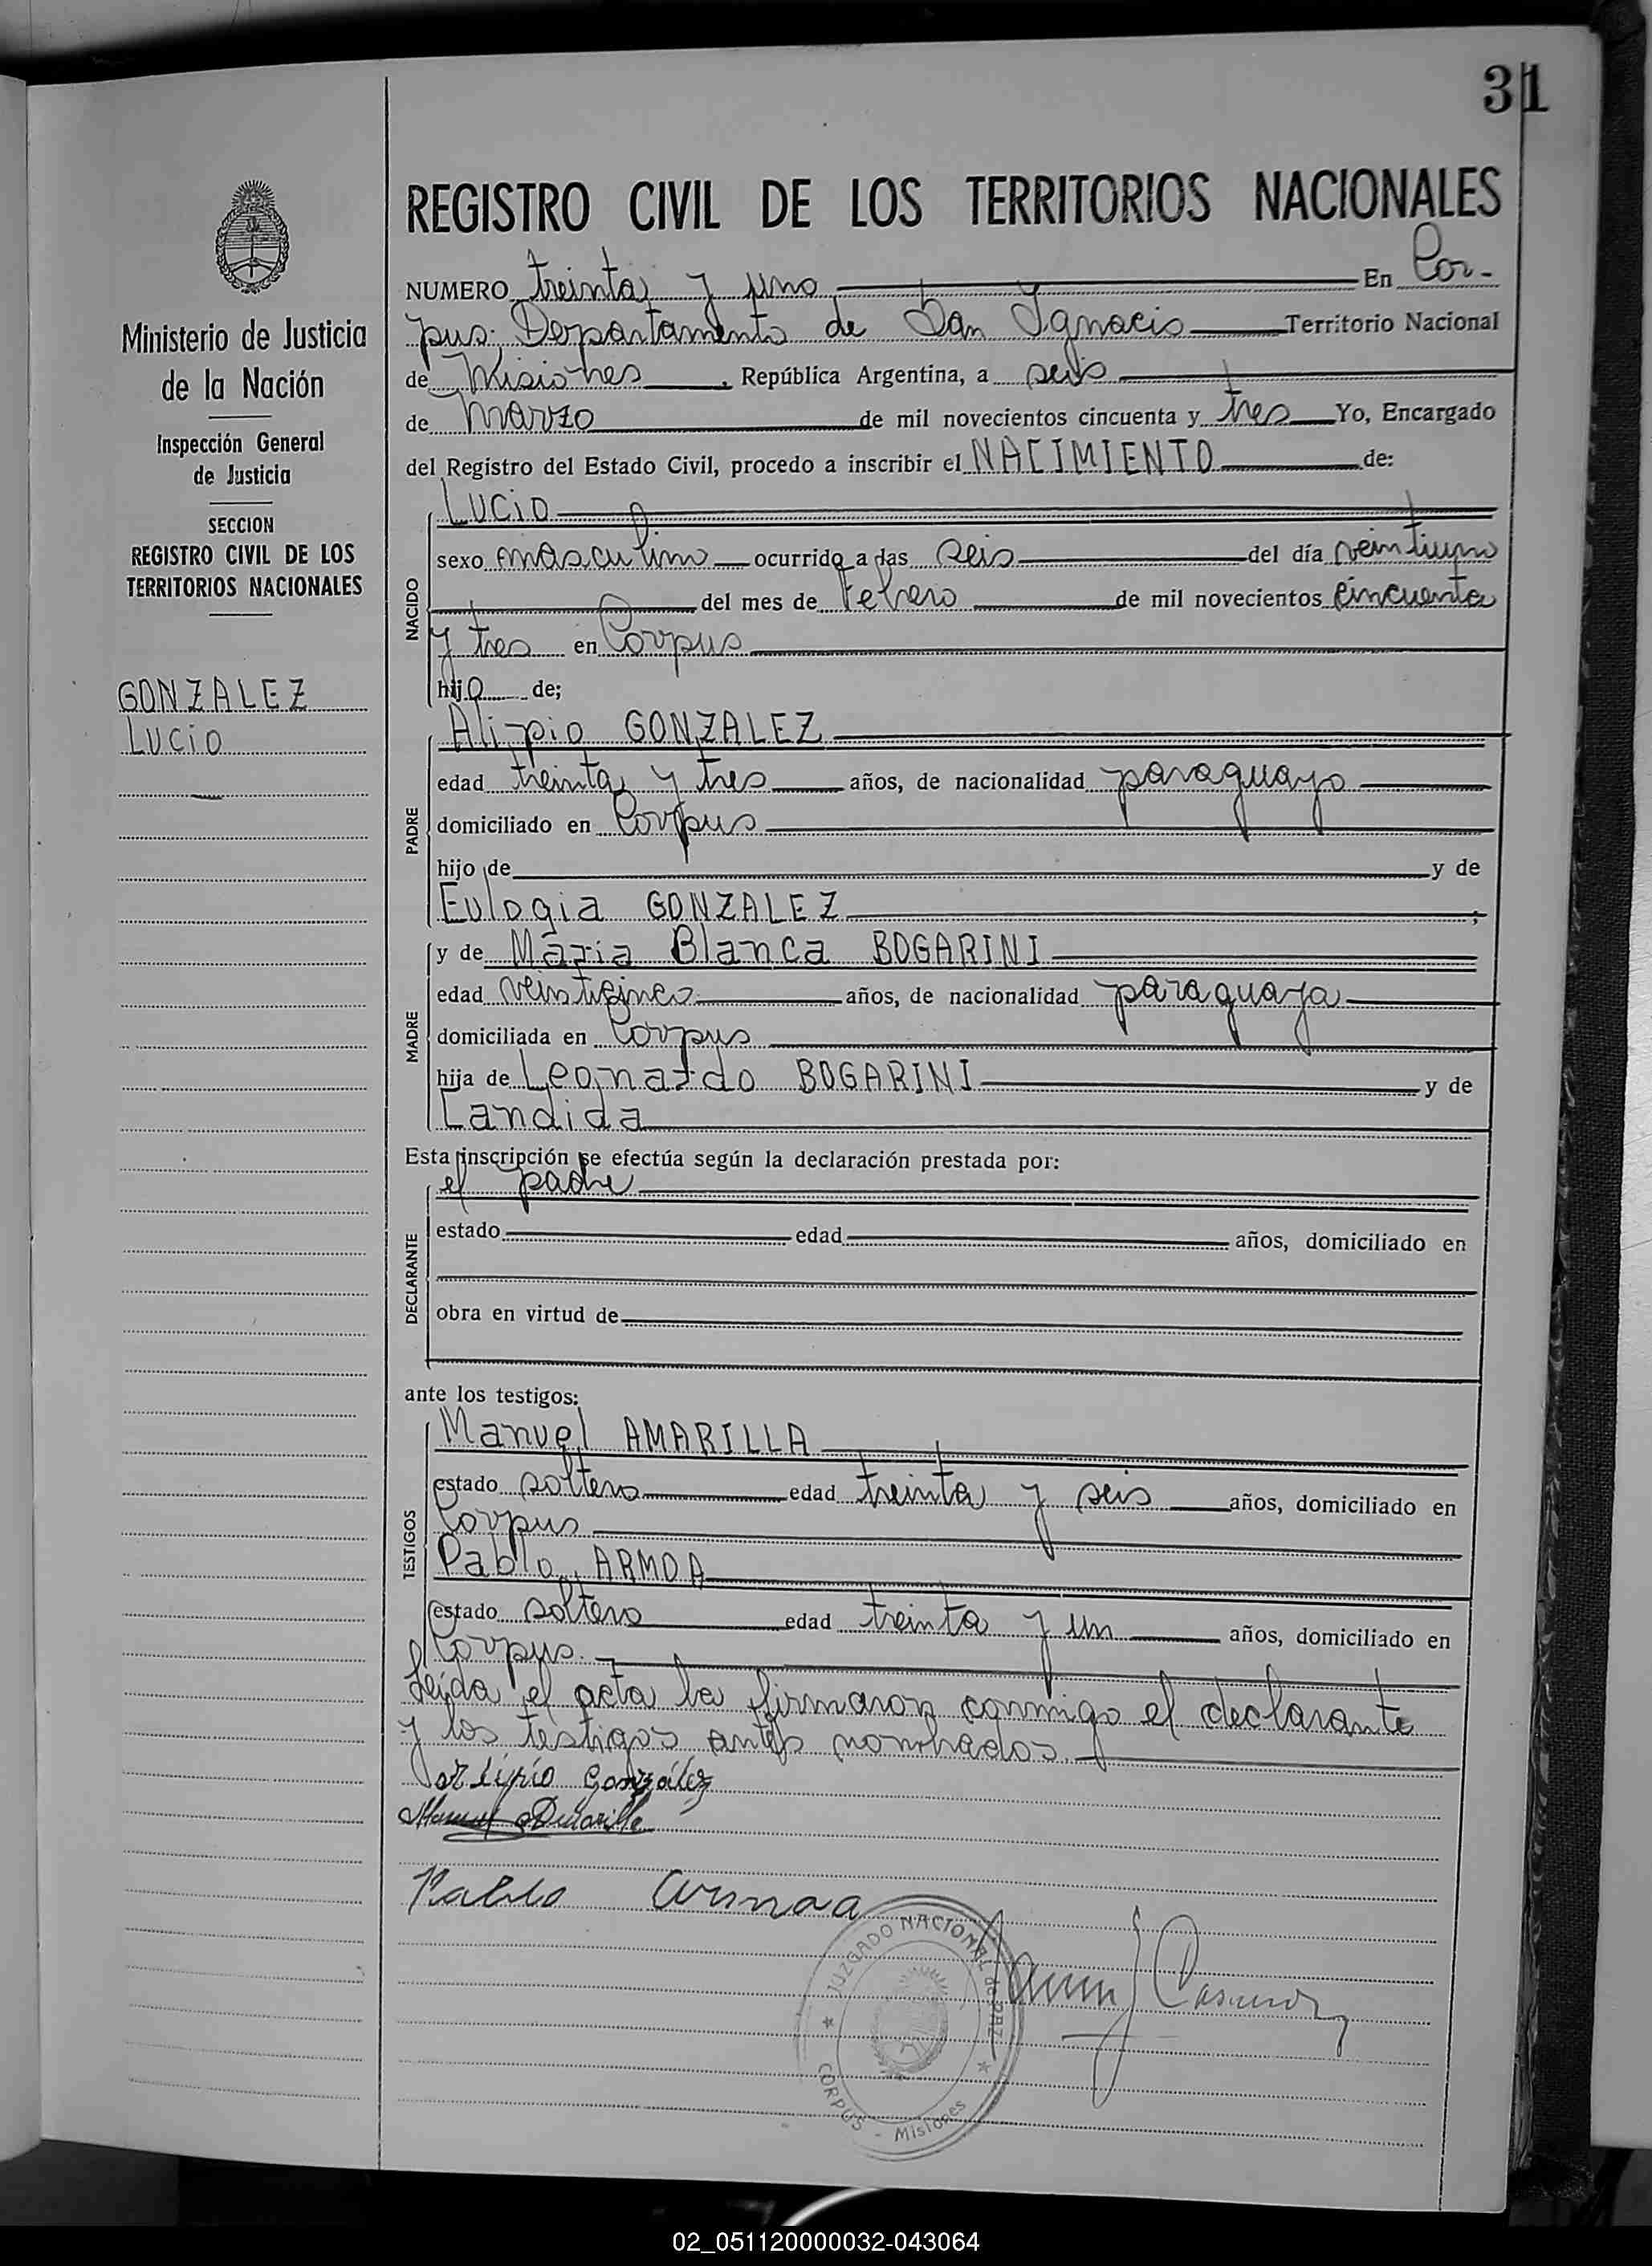 31
REGISTRO CIVIL DE LOS TERRITORIOS NACIONALES
Ministerio de Justicia
de la Nación
Inspección General
de Justicia
SECCION
REGISTRO CIVIL DE LOS
TERRITORIOS NACIONALES
GONZALEZ
Lucio
NUMERO treinta y uno En Cor-
pus Departamento de San Ignacio Territorio Nacional
de Misiones, República Argentina, a seis
de Marzo de mil novecientos cincuenta y tres Yo, Encargado
del Registro del Estado Civil, procedo a inscribir el NACIMIENTO de:
NACIDO
Lucio
sexo masculino ocurrido a las seis del día veintiuno
del mes de febrero de mil novecientos cincuenta
y tres en Corpus
hijo de;
PADRE
Alipio GONZALEZ
edad treinta y tres años, de nacionalidad paraguayo
domiciliado en Corpus
hijo de y de
Eulogia GONZALEZ ;
MADRE
y de Maria Blanca BOGARINI
edad veinticinco años, de nacionalidad paraguaya
domiciliada en Corpus
hija de Leonardo BOGARINI y de
Candida
Esta inscripción se efectúa según la declaración prestada por:
DECLARANTE
el padre
estado edad años, domiciliado en
obra en virtud de
ante los testigos:
TESTIGOS
Manuel AMARILLA
estado soltero edad treinta y seis años, domiciliado en
Corpus
Pablo ARMOA
estado soltero edad treinta y un años, domiciliado en
Corpus.
Leída el acta la firmaron conmigo el declarante
y los testigos antes nombrados.
González
Manuel
Pablo Armoa
JUZGADO NACIONAL de PAZ
CORPUS - Misiones
02_051120000032-043064